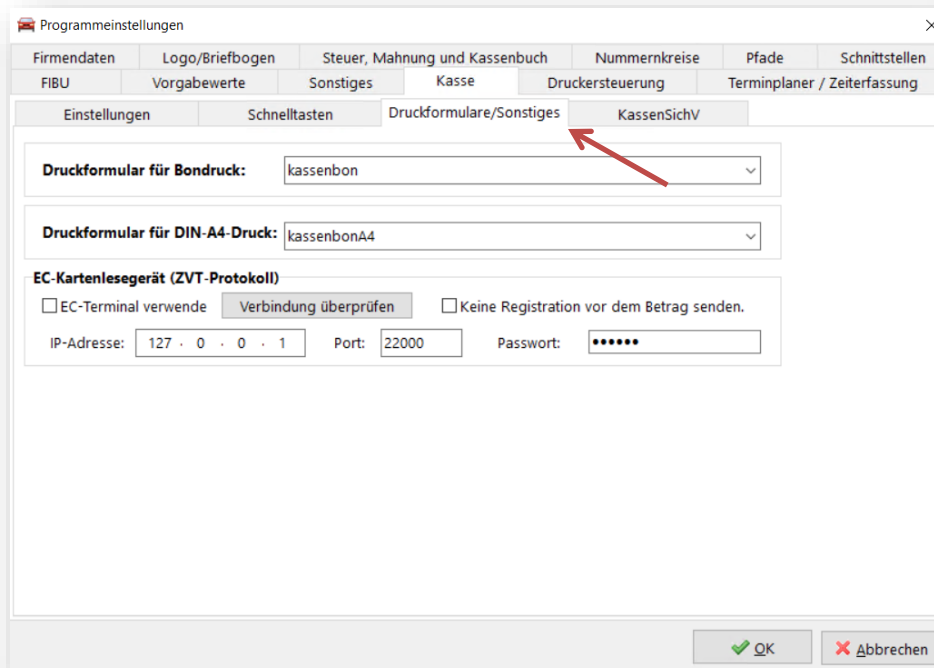 Programmeinstellungen
Firmendaten Logo/Briefbogen Steuer, Mahnung und Kassenbuch Nummernkreise Pfade Schnittstellen
FIBU Vorgabewerte Sonstiges Kasse Druckersteuerung Terminplaner / Zeiterfassung
Einstellungen Schnelltasten Druckformulare/Sonstiges KassenSichV
Druckformular für Bondruck: kassenbon
Druckformular für DIN-A4-Druck: kassenbonA4
EC-Kartenlesegerät (ZVT-Protokoll)
EC-Terminal verwende Verbindung überprüfen Keine Registration vor dem Betrag senden.
IP-Adresse: 127 . 0 . 0 . 1 Port: 22000 Passwort: ••••••
OK Abbrechen